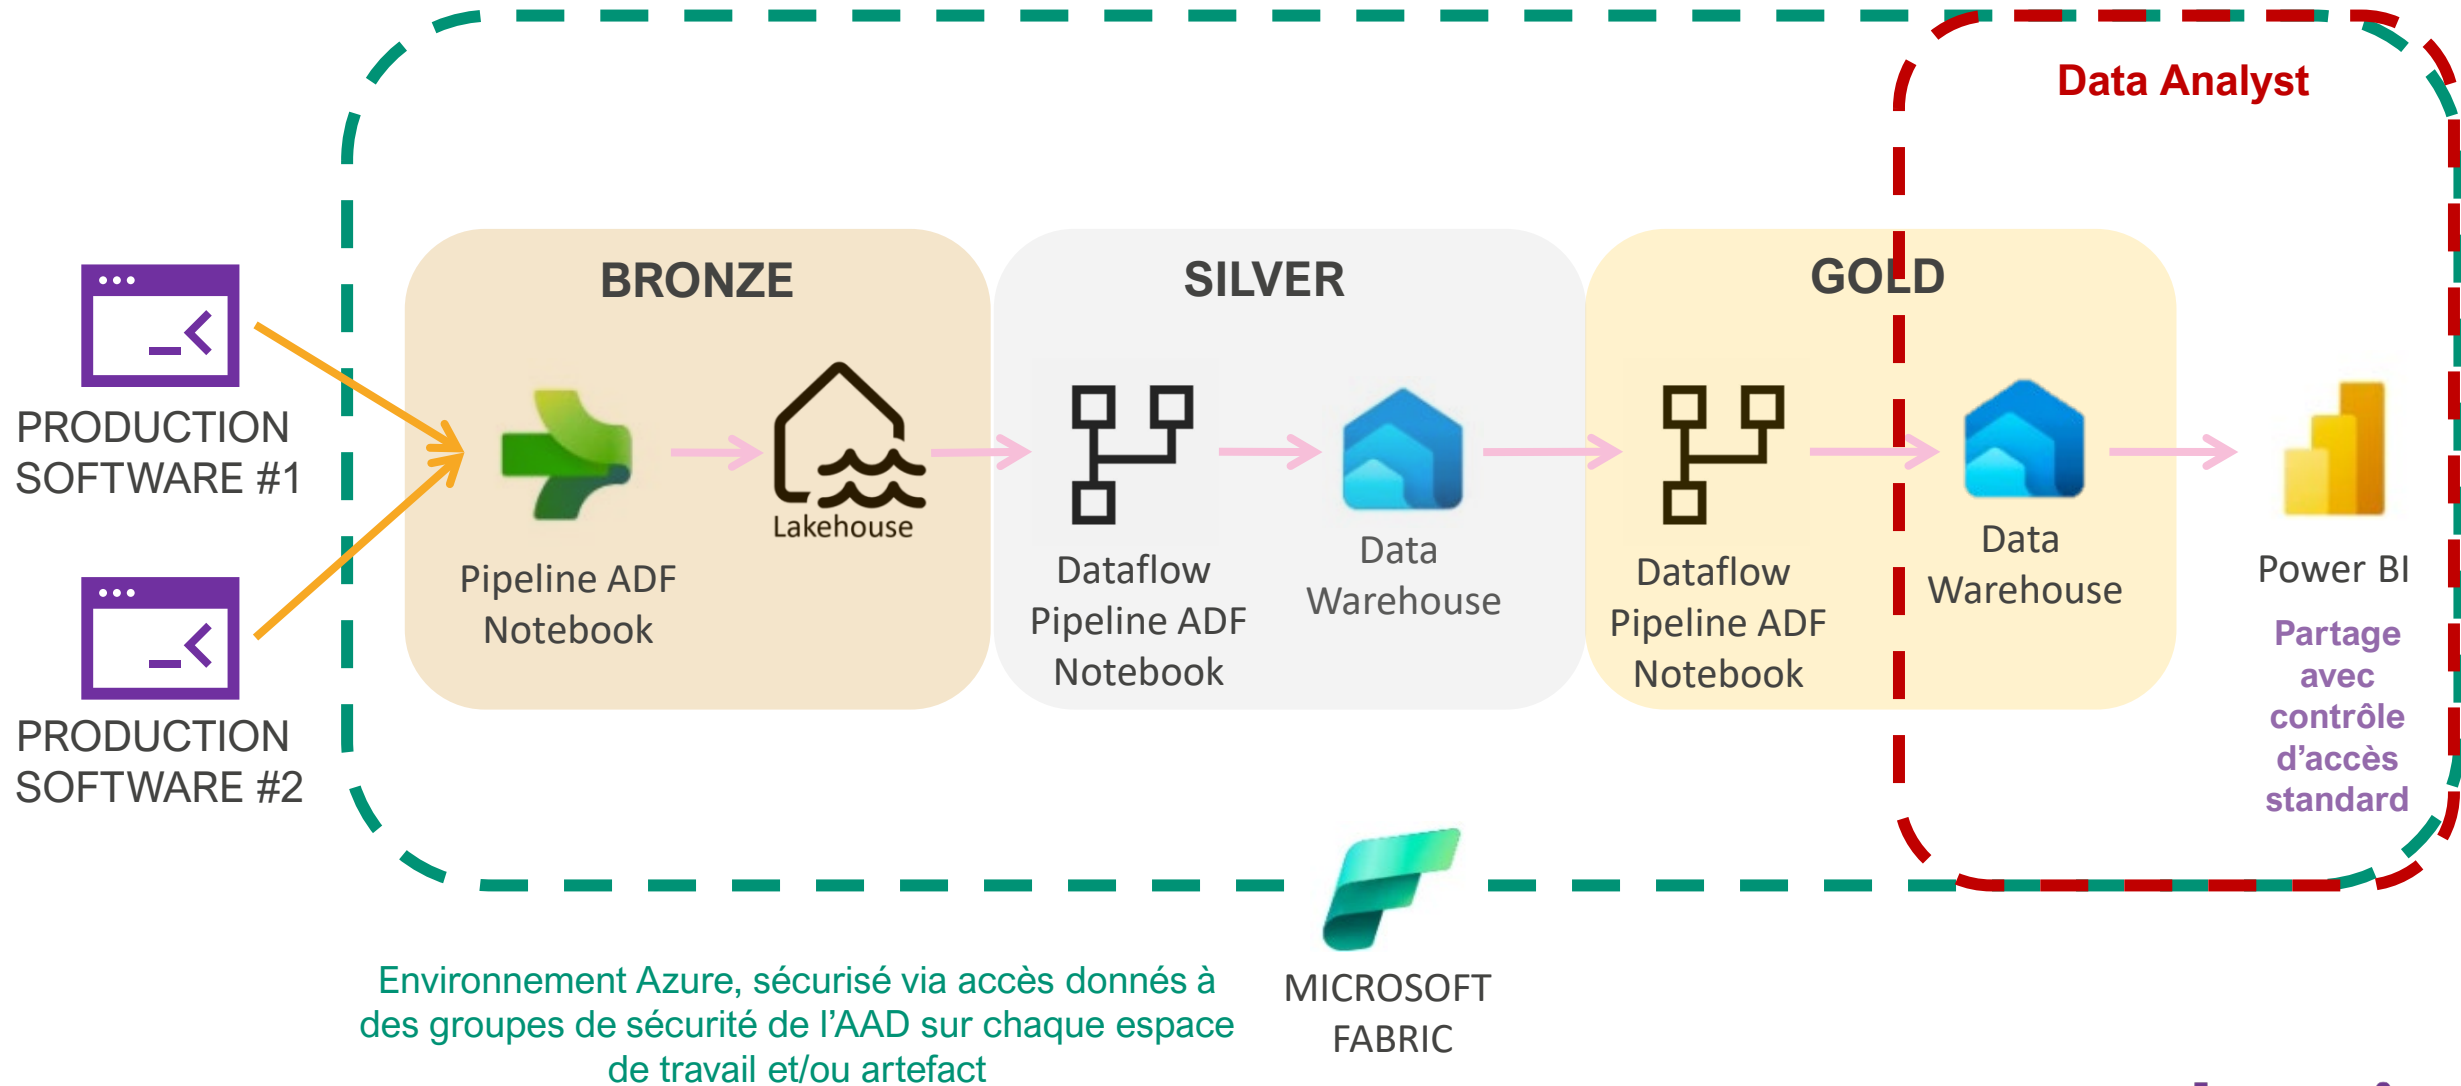 Data Analyst
BRONZE
SILVER
GOLD
PRODUCTION
SOFTWARE #1
PRODUCTION
SOFTWARE #2
Pipeline ADF
Notebook
Lakehouse
Dataflow
Pipeline ADF
Notebook
Data
Warehouse
Dataflow
Pipeline ADF
Notebook
Data
Warehouse
Power BI
Partage
avec
contrôle
d’accès
standard
MICROSOFT
FABRIC
Environnement Azure, sécurisé via accès donnés à
des groupes de sécurité de l’AAD sur chaque espace
de travail et/ou artefact